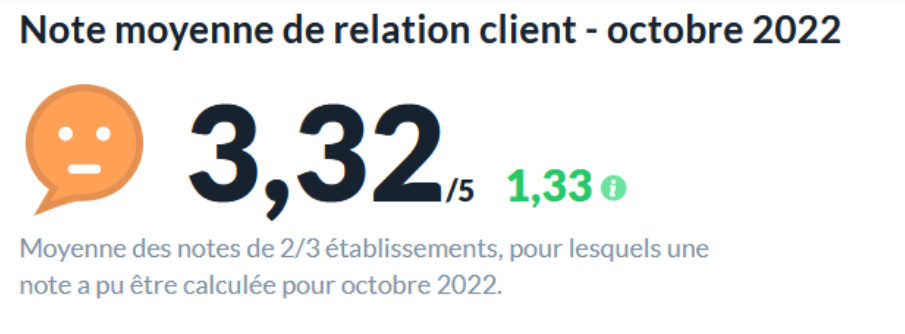 Note moyenne de relation client - octobre 2022
3,32/5 1,33 i
Moyenne des notes de 2/3 établissements, pour lesquels une
note a pu être calculée pour octobre 2022.